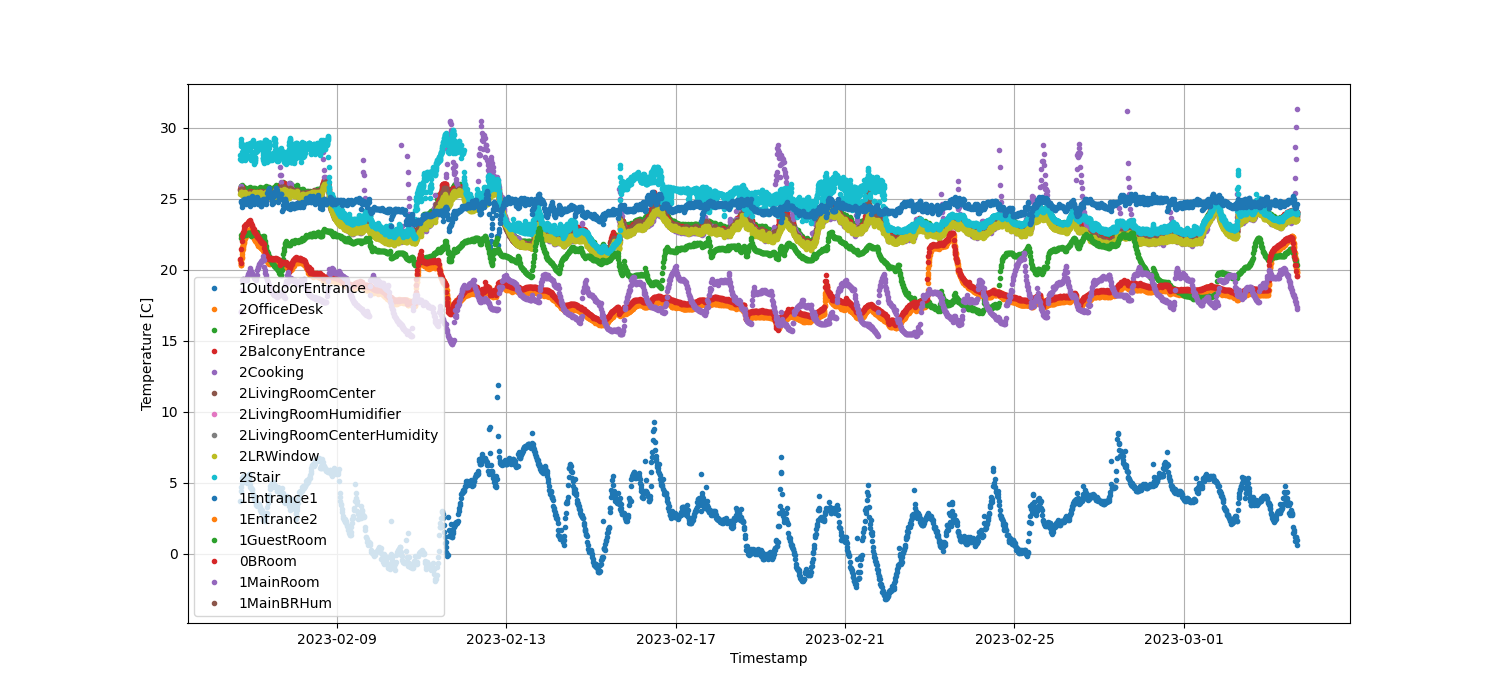 30
25
20
15
10
5
0
Temperature [C]
1OutdoorEntrance
2OfficeDesk
2Fireplace
2BalconyEntrance
2Cooking
2LivingRoomCenter
2LivingRoomHumidifier
2LivingRoomCenterHumidity
2LRWindow
2Stair
1Entrance1
1Entrance2
1GuestRoom
0BRoom
1MainRoom
1MainBRHum
2023-02-09 2023-02-13 2023-02-17 2023-02-21 2023-02-25 2023-03-01
Timestamp